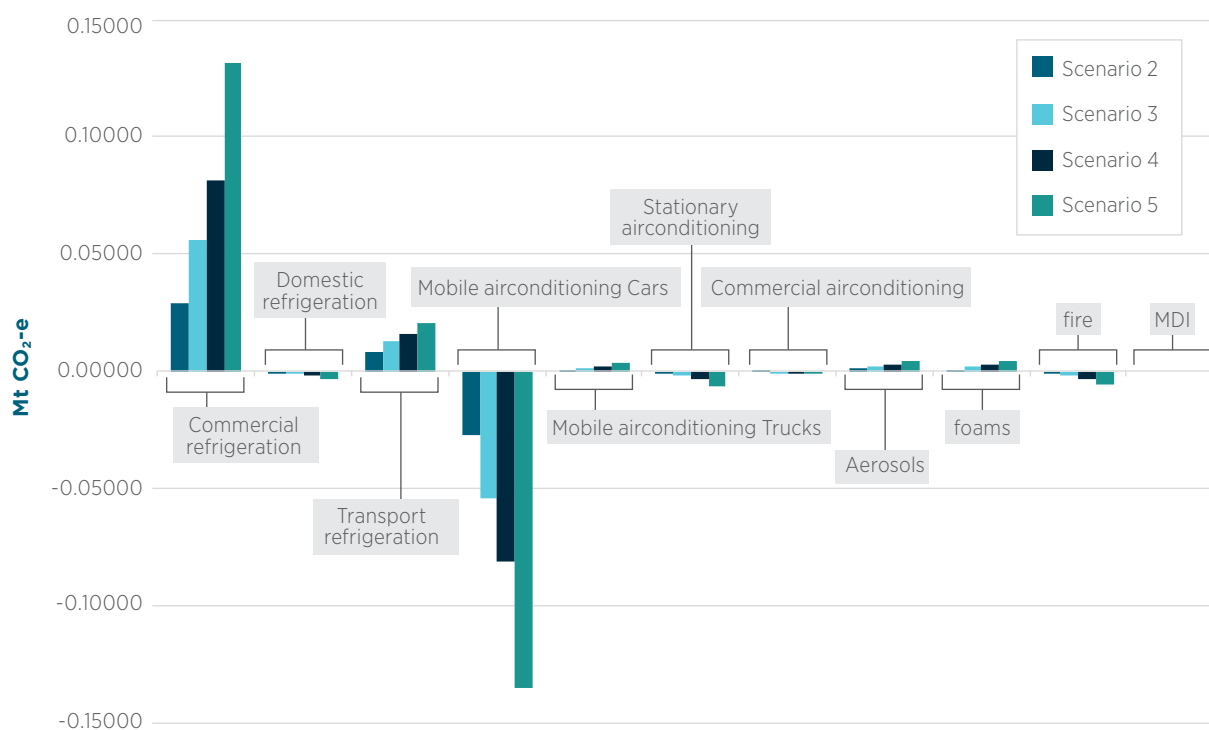 0.15000
0.10000
0.05000
0.00000
-0.05000
-0.10000
-0.15000
Mt CO₂-e
Scenario 2
Scenario 3
Scenario 4
Scenario 5
Commercial
refrigeration
Domestic
refrigeration
Transport
refrigeration
Mobile airconditioning Cars
Mobile airconditioning Trucks
Stationary
airconditioning
Commercial airconditioning
Aerosols
foams
fire
MDI